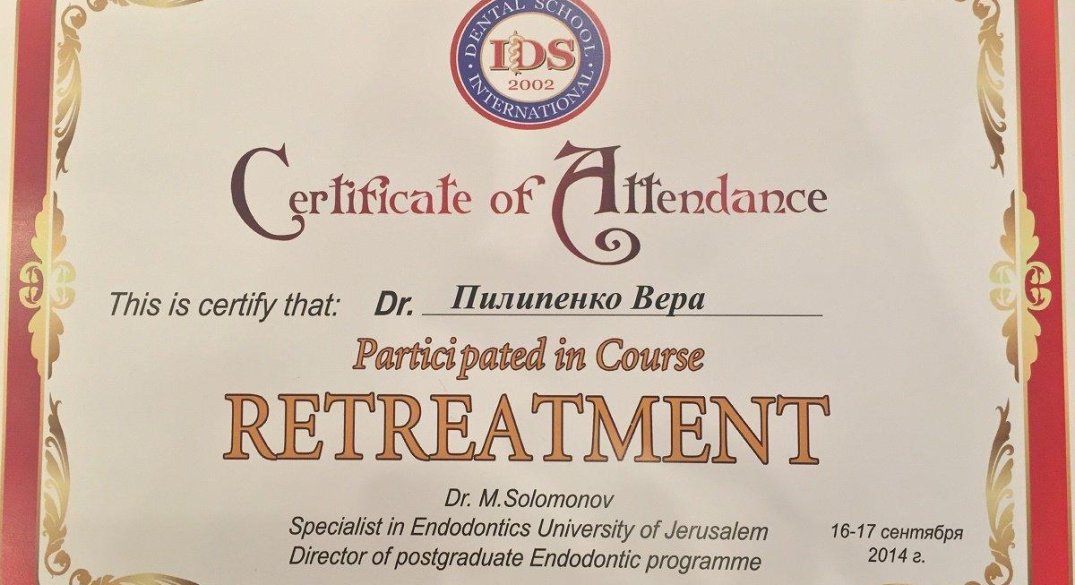 DENTAL SCHOOL
IDS
2002
INTERNATIONAL
Certificate of Attendance
This is certify that: Dr. Пилипенко Вера
Participated in Course
RETREATMENT
Dr. M.Solomonov
Specialist in Endodontics University of Jerusalem
Director of postgraduate Endodontic programme
16-17 сентября
2014 г.